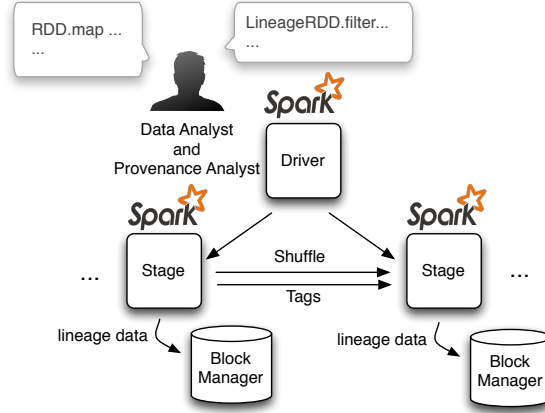 RDD.map ...
...
LineageRDD.filter...
...
Spark
Data Analyst
and
Provenance Analyst
Driver
Spark
Spark
...
Stage
Shuffle
Tags
Stage
...
lineage data
Block
Manager
lineage data
Block
Manager